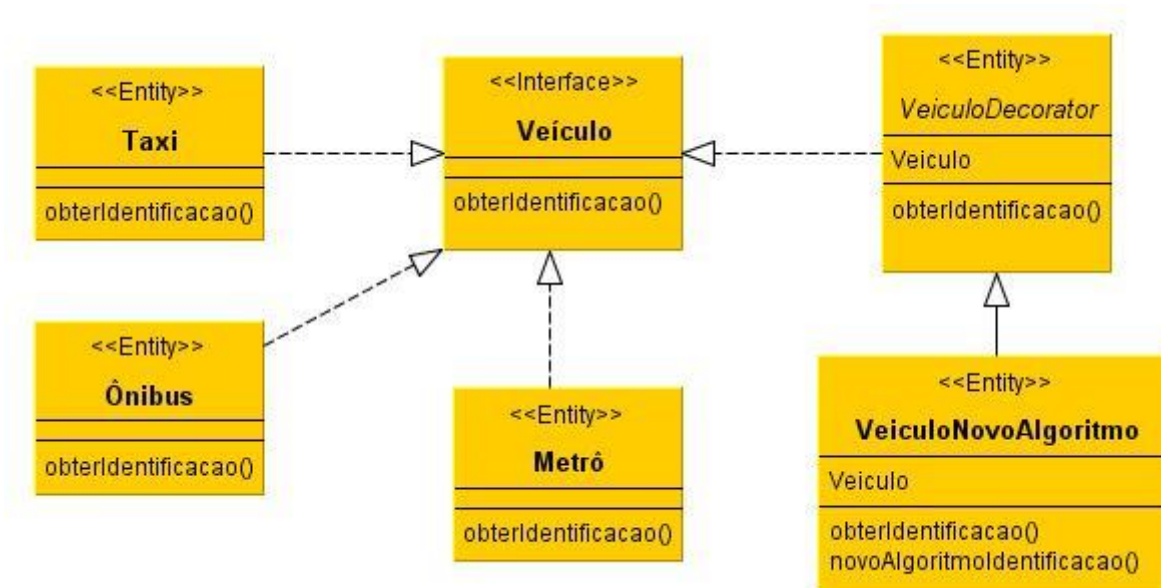 <<Entity>>
Taxi
obterIdentificacao()
<<Interface>>
Veículo
obterIdentificacao()
<<Entity>>
VeiculoDecorator
Veiculo
obterIdentificacao()
<<Entity>>
Ônibus
obterIdentificacao()
<<Entity>>
Metrô
obterIdentificacao()
<<Entity>>
VeiculoNovoAlgoritmo
Veiculo
obterIdentificacao()
novoAlgoritmoIdentificacao()